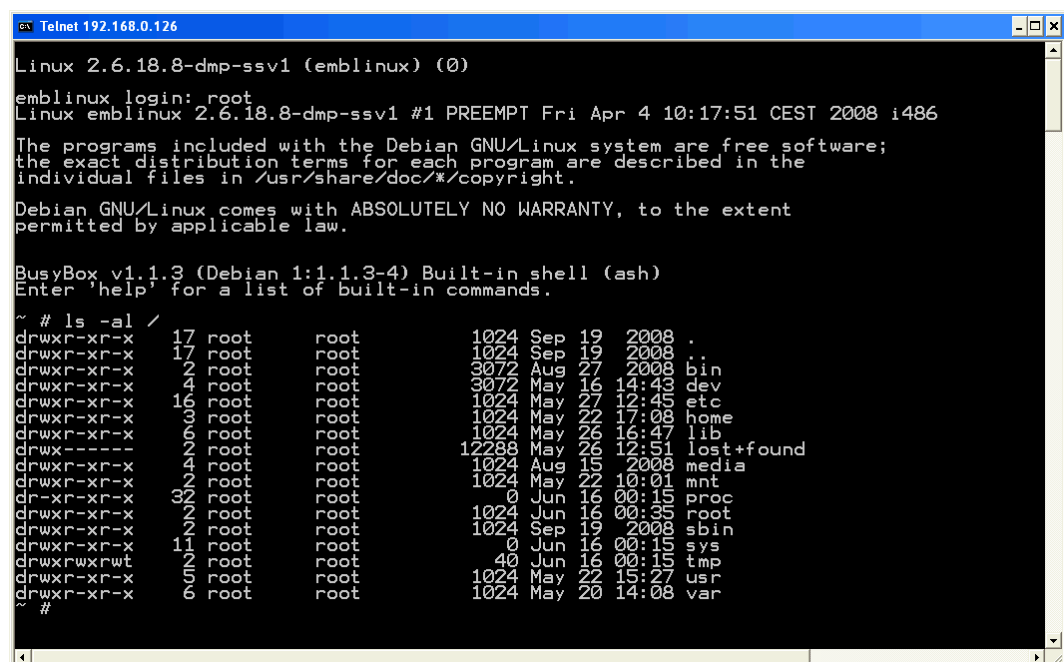 Telnet 192.168.0.126
Linux 2.6.18.8-dmp-ssv1 (emblinux) (0)
emblinux login: root
Linux emblinux 2.6.18.8-dmp-ssv1 #1 PREEMPT Fri Apr 4 10:17:51 CEST 2008 i486
The programs included with the Debian GNU/Linux system are free software;
the exact distribution terms for each program are described in the
individual files in /usr/share/doc/*/copyright.
Debian GNU/Linux comes with ABSOLUTELY NO WARRANTY, to the extent
permitted by applicable law.
BusyBox v1.1.3 (Debian 1:1.1.3-4) Built-in shell (ash)
Enter 'help' for a list of built-in commands.
~ # ls -al /
drwxr-xr-x   17 root     root         1024 Sep 19  2008 .
drwxr-xr-x   17 root     root         1024 Sep 19  2008 ..
drwxr-xr-x    2 root     root         3072 Aug 27  2008 bin
drwxr-xr-x    4 root     root         3072 May 16 14:43 dev
drwxr-xr-x   16 root     root         1024 May 27 12:45 etc
drwxr-xr-x    3 root     root         1024 May 22 17:08 home
drwxr-xr-x    6 root     root         1024 May 26 16:47 lib
drwx------    2 root     root        12288 May 26 12:51 lost+found
drwxr-xr-x    4 root     root         1024 Aug 15  2008 media
drwxr-xr-x    2 root     root         1024 May 22 10:01 mnt
dr-xr-xr-x   32 root     root            0 Jun 16 00:15 proc
drwxr-xr-x    2 root     root         1024 Jun 16 00:35 root
drwxr-xr-x    2 root     root         1024 Sep 19  2008 sbin
drwxr-xr-x   11 root     root            0 Jun 16 00:15 sys
drwxrwxrwt    2 root     root           40 Jun 16 00:15 tmp
drwxr-xr-x    5 root     root         1024 May 22 15:27 usr
drwxr-xr-x    6 root     root         1024 May 20 14:08 var
~ #